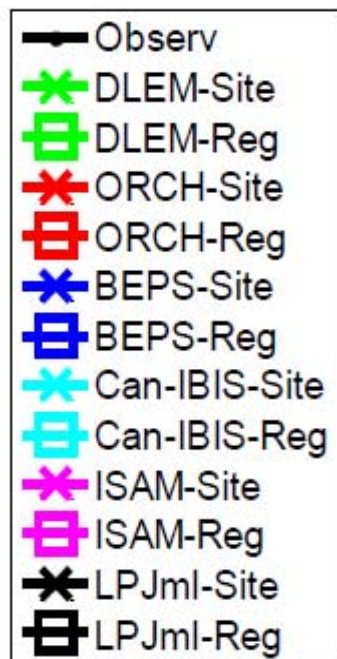 Observ
DLEM-Site
DLEM-Reg
ORCH-Site
ORCH-Reg
BEPS-Site
BEPS-Reg
Can-IBIS-Site
Can-IBIS-Reg
ISAM-Site
ISAM-Reg
LPJml-Site
LPJml-Reg